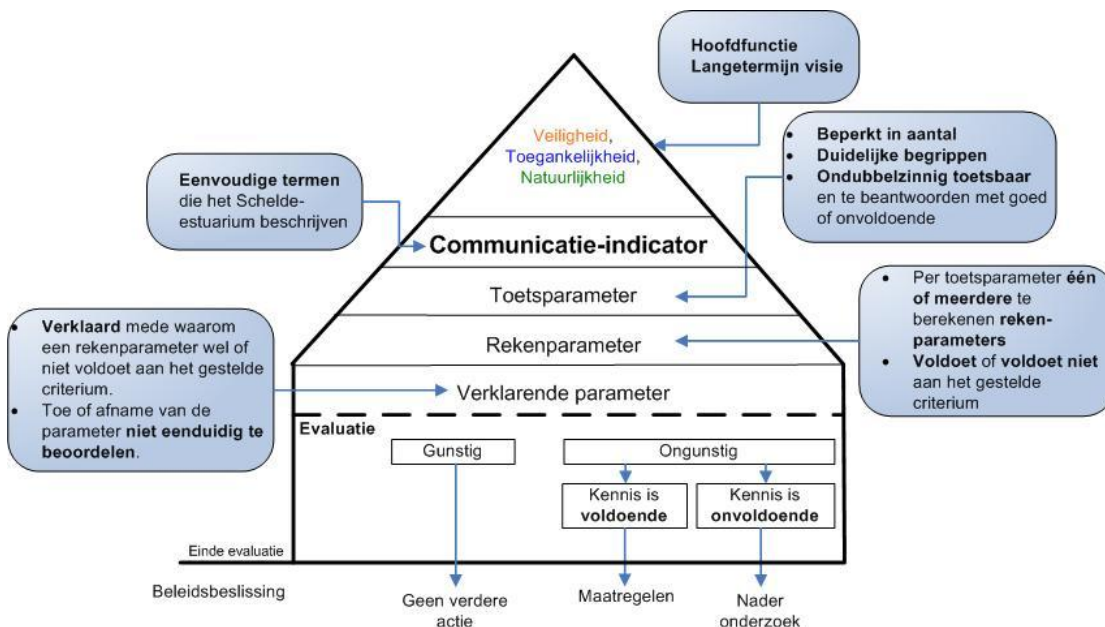 Hoofdfunctie
Langetermijn visie
Veiligheid,
Toegankelijkheid,
Natuurlijkheid
• Beperkt in aantal
• Duidelijke begrippen
• Ondubbelzinnig toetsbaar
en te beantwoorden met goed
of onvoldoende
Eenvoudige termen
die het Schelde-
estuarium beschrijven
Communicatie-indicator
Toetsparameter
Rekenparameter
• Per toetsparameter één
of meerdere te
berekenen reken-
parameters
• Voldoet of voldoet niet
aan het gestelde
criterium
• Verklaard mede waarom
een rekenparameter wel of
niet voldoet aan het gestelde
criterium.
• Toe of afname van de
parameter niet eenduidig te
beoordelen.
Verklarende parameter
Evaluatie
Gunstig
Ongunstig
Kennis is
voldoende
Kennis is
onvoldoende
Einde evaluatie
Beleidsbeslissing
Geen verdere
actie
Maatregelen
Nader
onderzoek